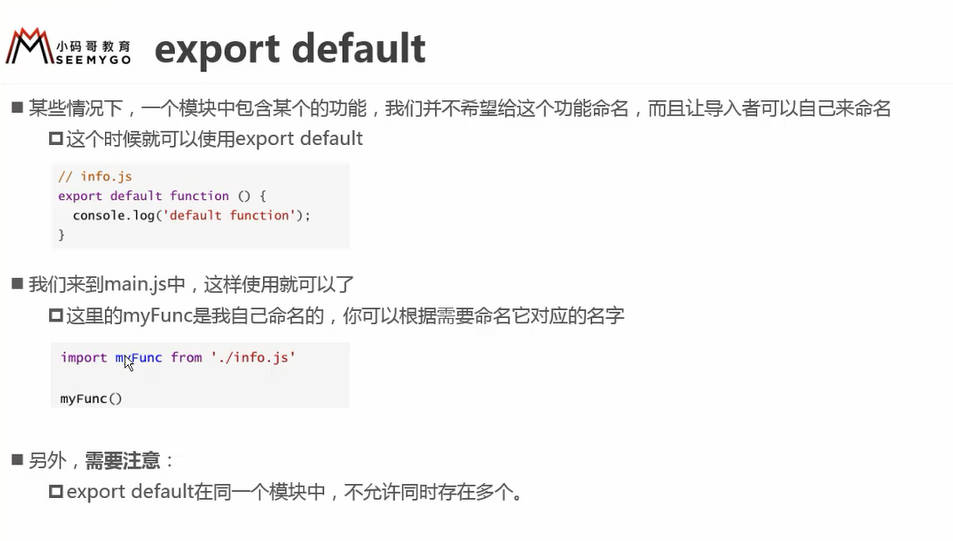 小码哥教育
SEEMYGO
export default
某些情况下，一个模块中包含某个的功能，我们并不希望给这个功能命名，而且让导入者可以自己来命名
这个时候就可以使用export default
// info.js
export default function () {
console.log('default function');
}
我们来到main.js中，这样使用就可以了
这里的myFunc是我自己命名的，你可以根据需要命名它对应的名字
import myFunc from './info.js'
myFunc()
另外，需要注意：
export default在同一个模块中，不允许同时存在多个。